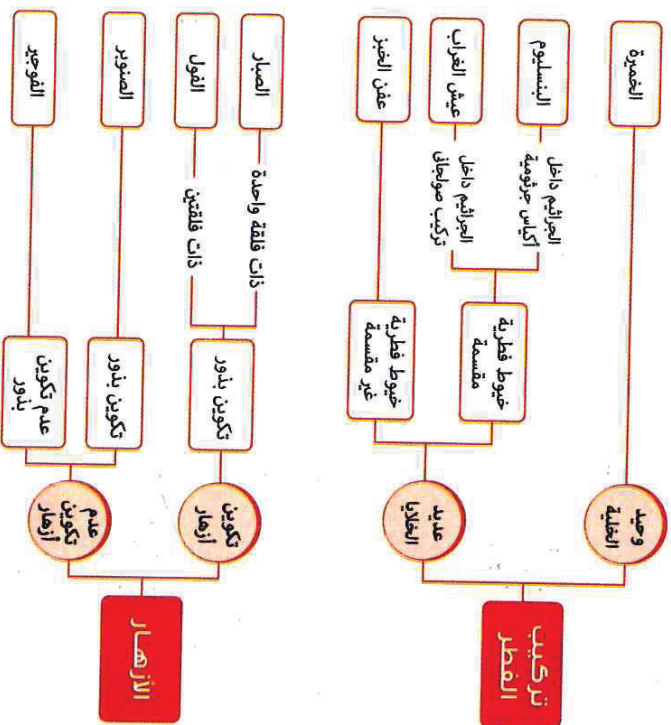 تركيب
الفطر
وحيد
الخلية
عديد
الخلايا
خيوط فطرية
مقسمة
خيوط فطرية
غير مقسمة
الجراثيم داخل
أكياس جرثومية
الجراثيم داخل
تركيب صولجانى
الخميرة
البنسليوم
عيش الغراب
عفن الخبز
الأزهار
تكوين
أزهار
عدم
تكوين
أزهار
تكوين بذور
تكوين بذور
عدم تكوين
بذور
ذات فلقة واحدة
ذات فلقتين
الصبار
الفول
الصنوبر
الفوجير